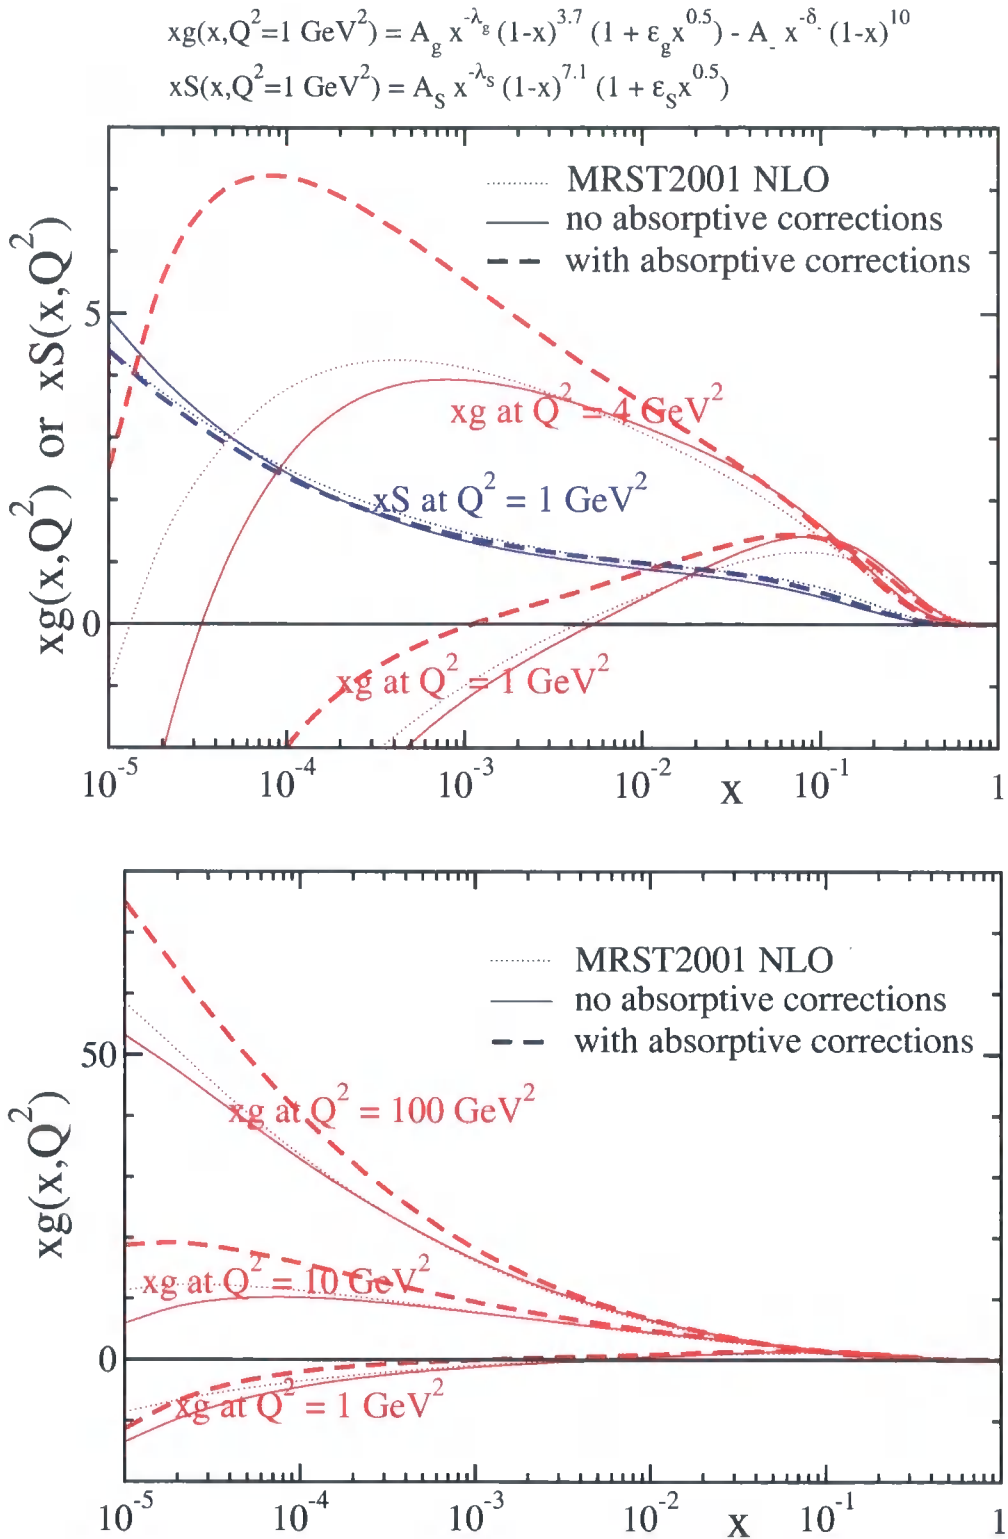 xg(x,Q²=1 GeV²) = A_g x^{-λ_g} (1-x)^{3.7} (1 + ε_g x^{0.5}) - A_- x^{-δ_-} (1-x)^{10}
xS(x,Q²=1 GeV²) = A_S x^{-λ_S} (1-x)^{7.1} (1 + ε_S x^{0.5})
MRST2001 NLO
no absorptive corrections
with absorptive corrections
xg(x,Q²) or xS(x,Q²)
5
xg at Q² = 4 GeV²
xS at Q² = 1 GeV²
0
xg at Q² = 1 GeV²
10⁻⁵ 10⁻⁴ 10⁻³ 10⁻² x 10⁻¹ 1
MRST2001 NLO
no absorptive corrections
with absorptive corrections
xg(x,Q²)
50
xg at Q² = 100 GeV²
xg at Q² = 10 GeV²
0
xg at Q² = 1 GeV²
10⁻⁵ 10⁻⁴ 10⁻³ 10⁻² x 10⁻¹ 1